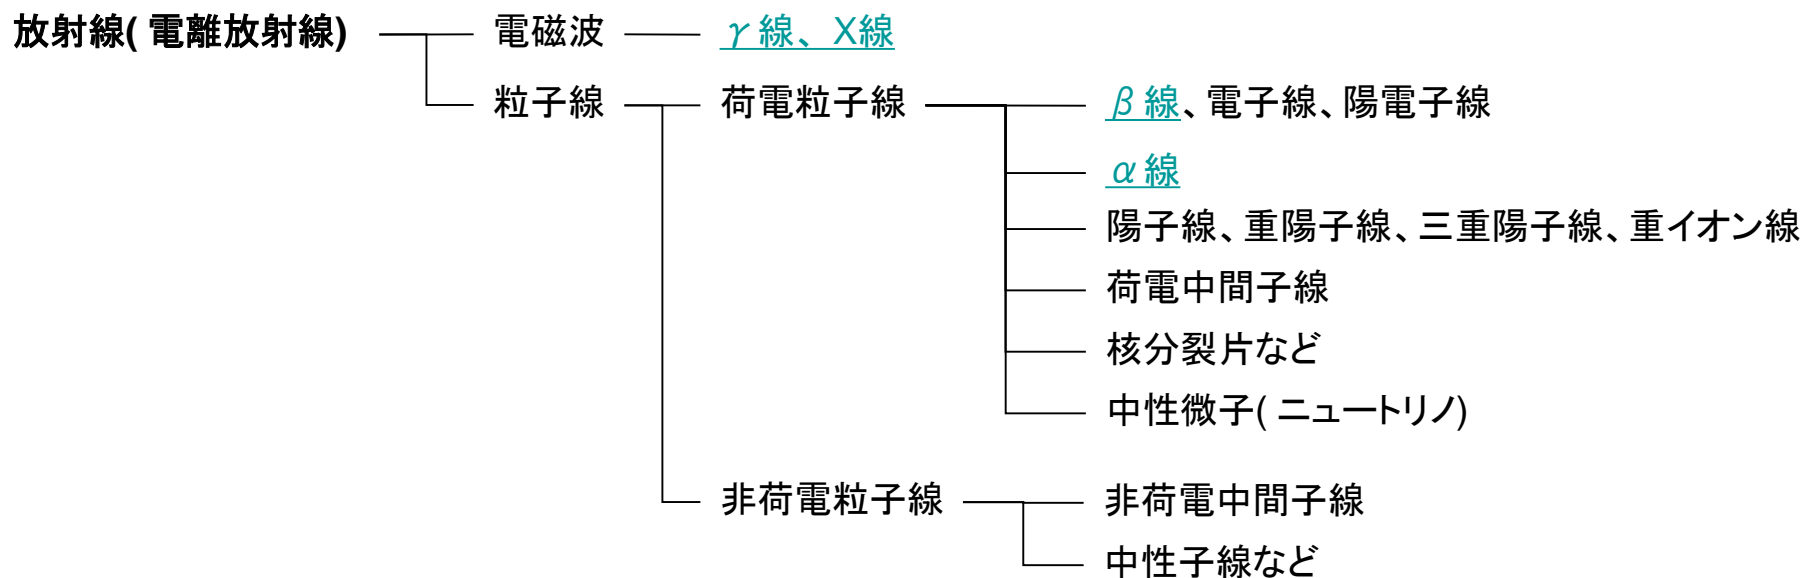 放射線(電離放射線) 電磁波 γ線、X線
粒子線 荷電粒子線 β線、電子線、陽電子線
α線
陽子線、重陽子線、三重陽子線、重イオン線
荷電中間子線
核分裂片など
中性微子(ニュートリノ)
非荷電粒子線 非荷電中間子線
中性子線など